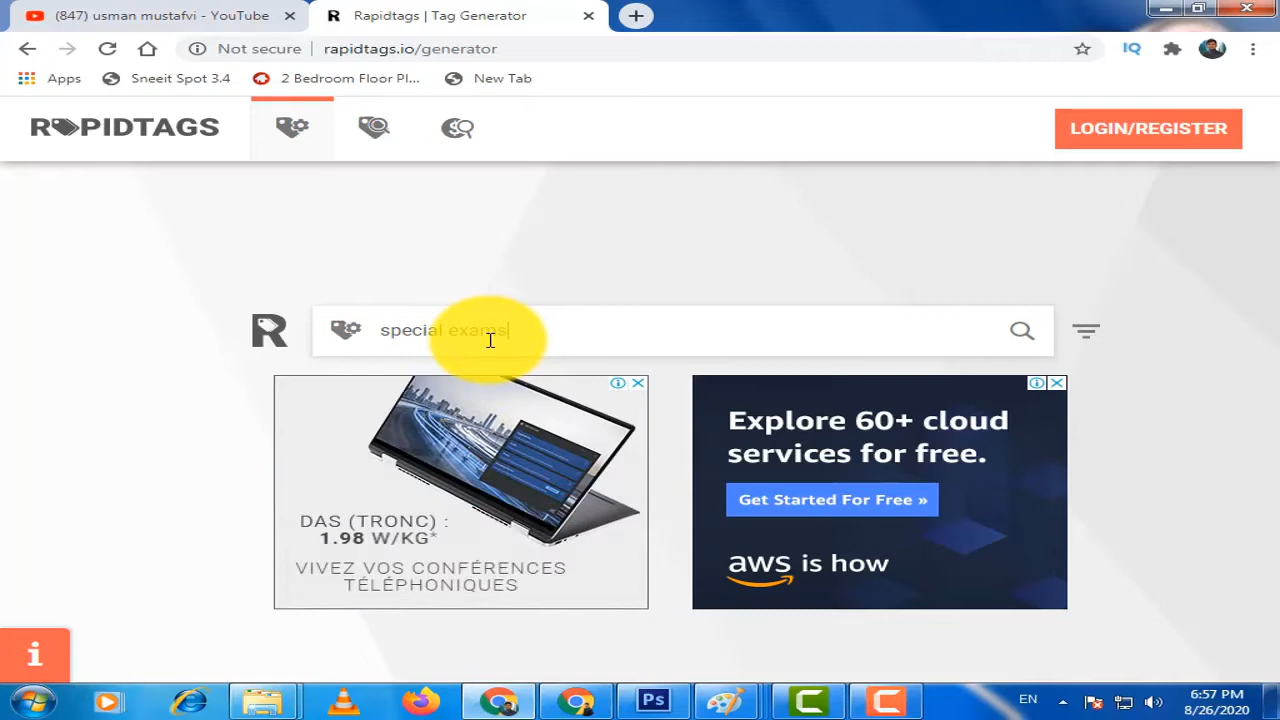 (847) usman mustafvi - YouTube
Rapidtags | Tag Generator
Not secure
rapidtags.io/generator
IQ
Apps
Sneeit Spot 3.4
2 Bedroom Floor Pl...
New Tab
RAPIDTAGS
LOGIN/REGISTER
special exams
DAS (TRONC) :
1.98 W/KG*
VIVEZ VOS CONFÉRENCES
TÉLÉPHONIQUES
Explore 60+ cloud
services for free.
Get Started For Free »
aws is how
i
Ps
EN
6:57 PM
8/26/2020